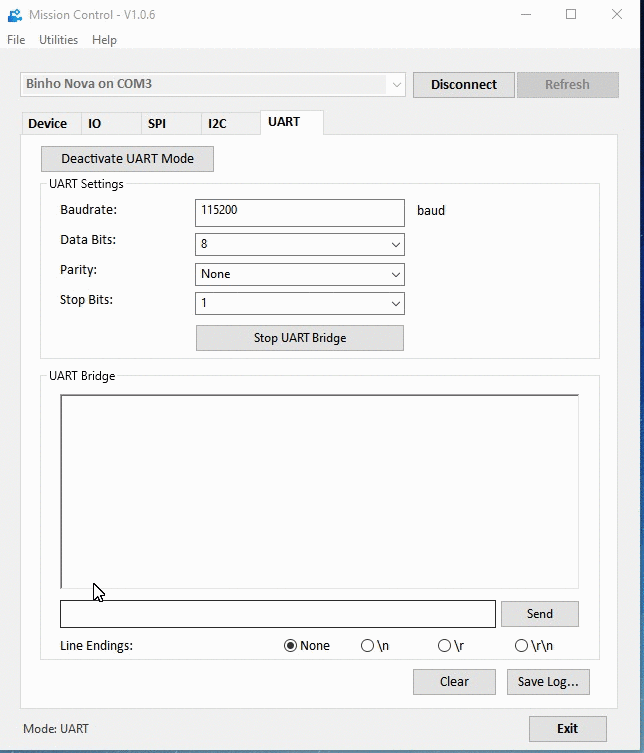 Mission Control - V1.0.6
File Utilities Help
Binho Nova on COM3 Disconnect Refresh
Device IO SPI I2C UART
Deactivate UART Mode
UART Settings
Baudrate: 115200 baud
Data Bits: 8
Parity: None
Stop Bits: 1
Stop UART Bridge
UART Bridge
Send
Line Endings: None \n \r \r\n
Clear Save Log...
Mode: UART Exit